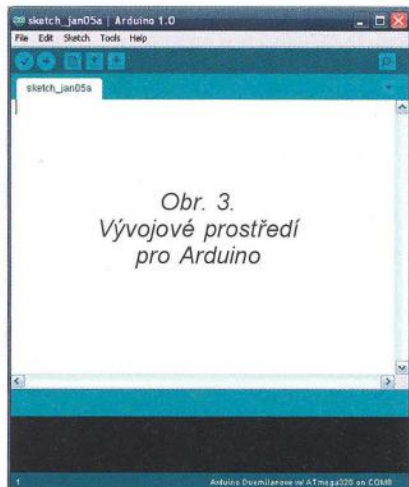 sketch_jan05a | Arduino 1.0
File Edit Sketch Tools Help
sketch_jan05a
Obr. 3.
Vývojové prostředí
pro Arduino
1
Arduino Duemilanove w/ ATmega328 on COM8